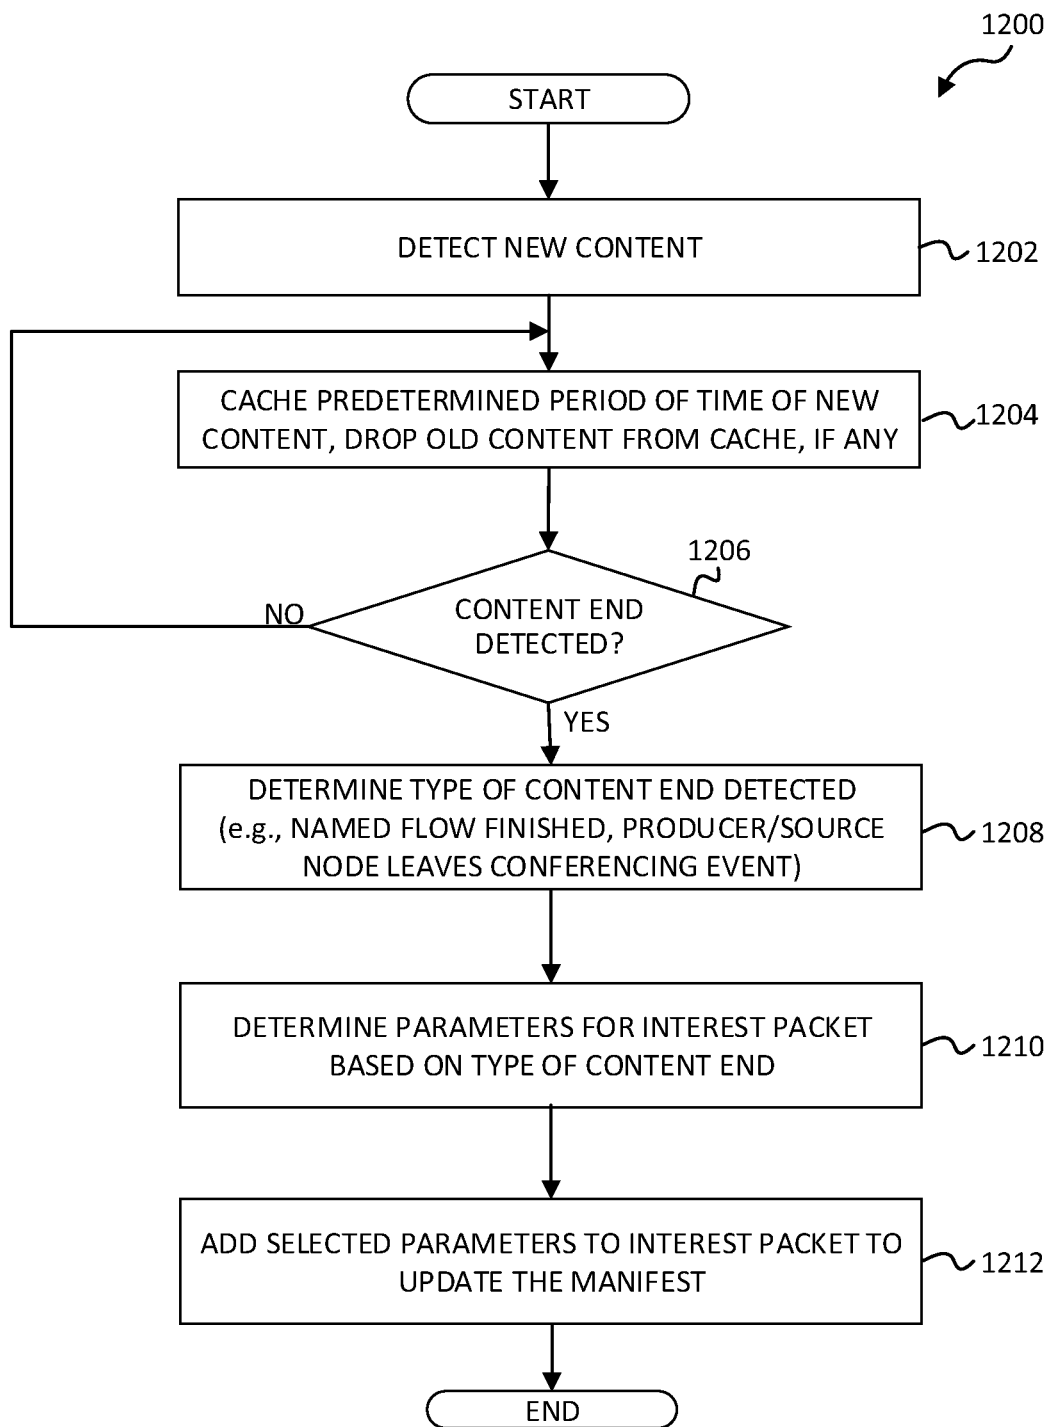 1200
START
DETECT NEW CONTENT
1202
CACHE PREDETERMINED PERIOD OF TIME OF NEW
CONTENT, DROP OLD CONTENT FROM CACHE, IF ANY
1204
1206
CONTENT END
DETECTED?
NO
YES
DETERMINE TYPE OF CONTENT END DETECTED
(e.g., NAMED FLOW FINISHED, PRODUCER/SOURCE
NODE LEAVES CONFERENCING EVENT)
1208
DETERMINE PARAMETERS FOR INTEREST PACKET
BASED ON TYPE OF CONTENT END
1210
ADD SELECTED PARAMETERS TO INTEREST PACKET TO
UPDATE THE MANIFEST
1212
END